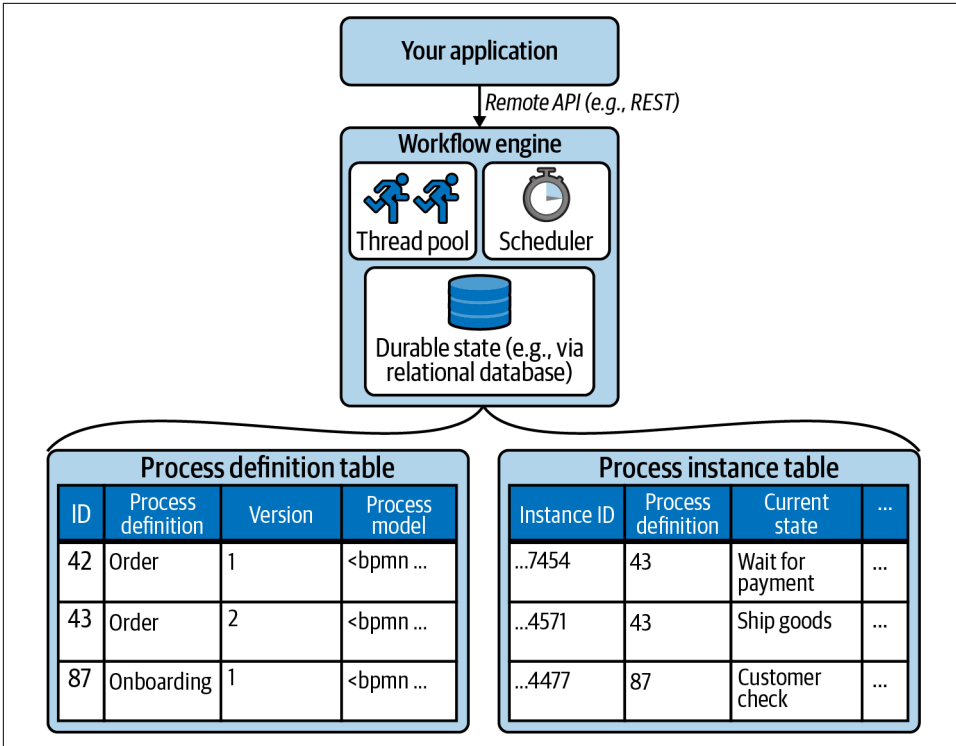 Your application
Remote API (e.g., REST)
Workflow engine
Thread pool
Scheduler
Durable state (e.g., via
relational database)
Process definition table
ID Process definition Version Process model
42 Order 1 <bpmn ...
43 Order 2 <bpmn ...
87 Onboarding 1 <bpmn ...
Process instance table
Instance ID Process definition Current state ...
...7454 43 Wait for payment ...
...4571 43 Ship goods ...
...4477 87 Customer check ...